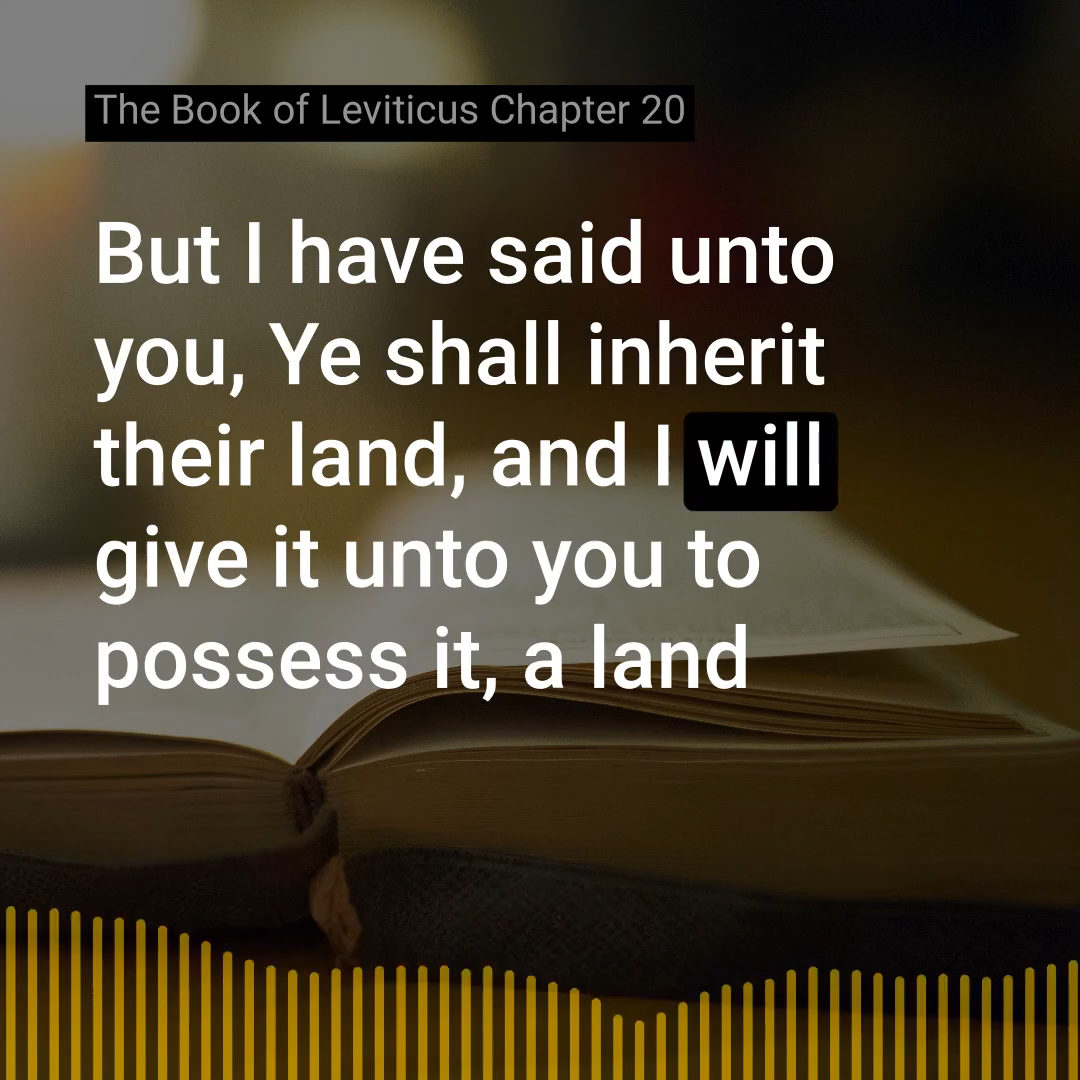 The Book of Leviticus Chapter 20
But I have said unto
you, Ye shall inherit
their land, and I will
give it unto you to
possess it, a land